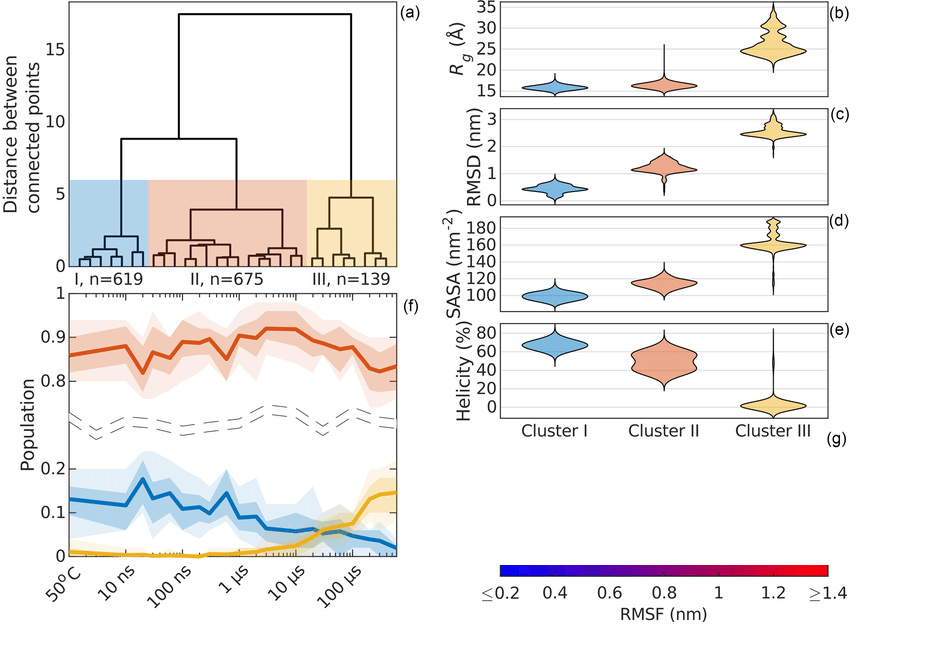 (a)
Distance between
connected points
15
10
5
0
I, n=619
II, n=675
III, n=139
(f)
Population
1
0.9
0.8
0.2
0.1
0
50°C
10 ns
100 ns
1 µs
10 µs
100 µs
(b)
Rg (Å)
35
30
25
20
15
(c)
RMSD (nm)
3
2
1
0
(d)
SASA (nm-2)
180
160
140
120
100
(e)
Helicity (%)
80
60
40
20
0
Cluster I
Cluster II
Cluster III
(g)
≤0.2
0.4
0.6
0.8
1
1.2
≥1.4
RMSF (nm)